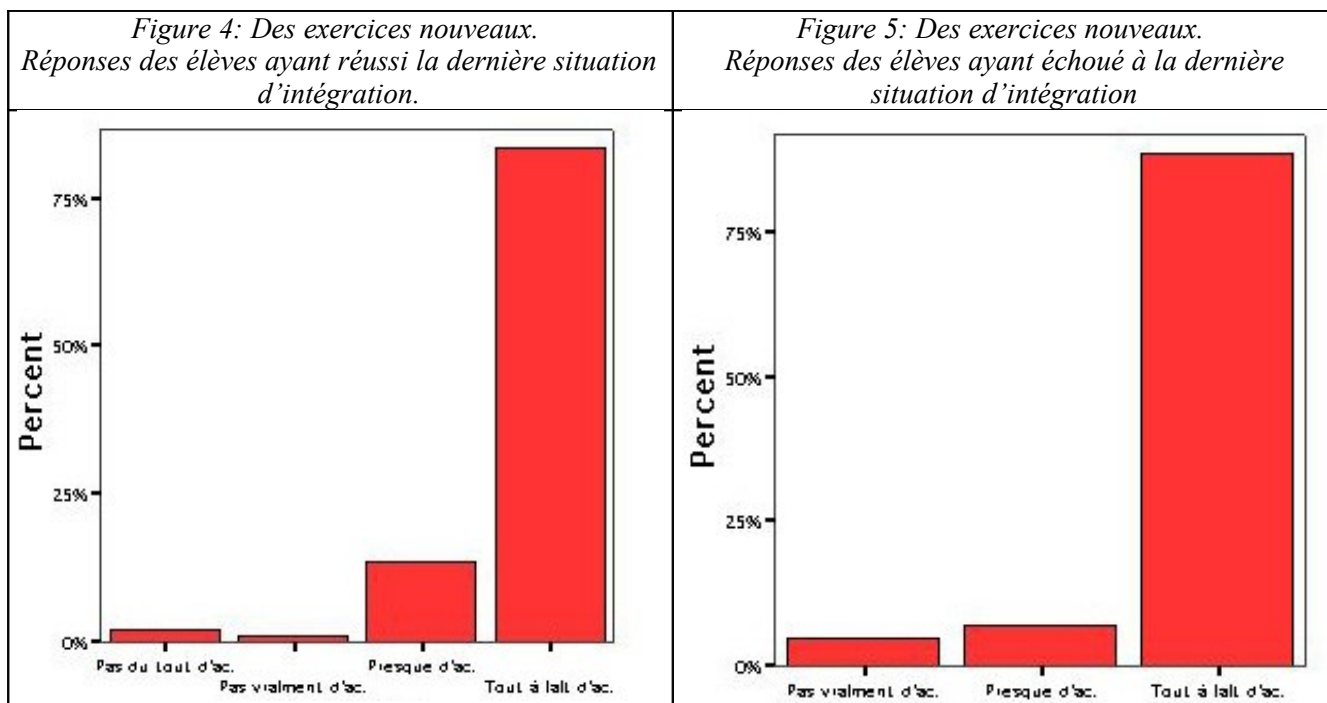 Figure 4: Des exercices nouveaux.
Réponses des élèves ayant réussi la dernière situation
d’intégration.
Figure 5: Des exercices nouveaux.
Réponses des élèves ayant échoué à la dernière
situation d’intégration
75%
50%
25%
0%
Percent
Pas du tout d'ac.
Pas vraiment d'ac.
Presque d'ac.
Tout à fait d'ac.
75%
50%
25%
0%
Percent
Pas vraiment d'ac.
Presque d'ac.
Tout à fait d'ac.